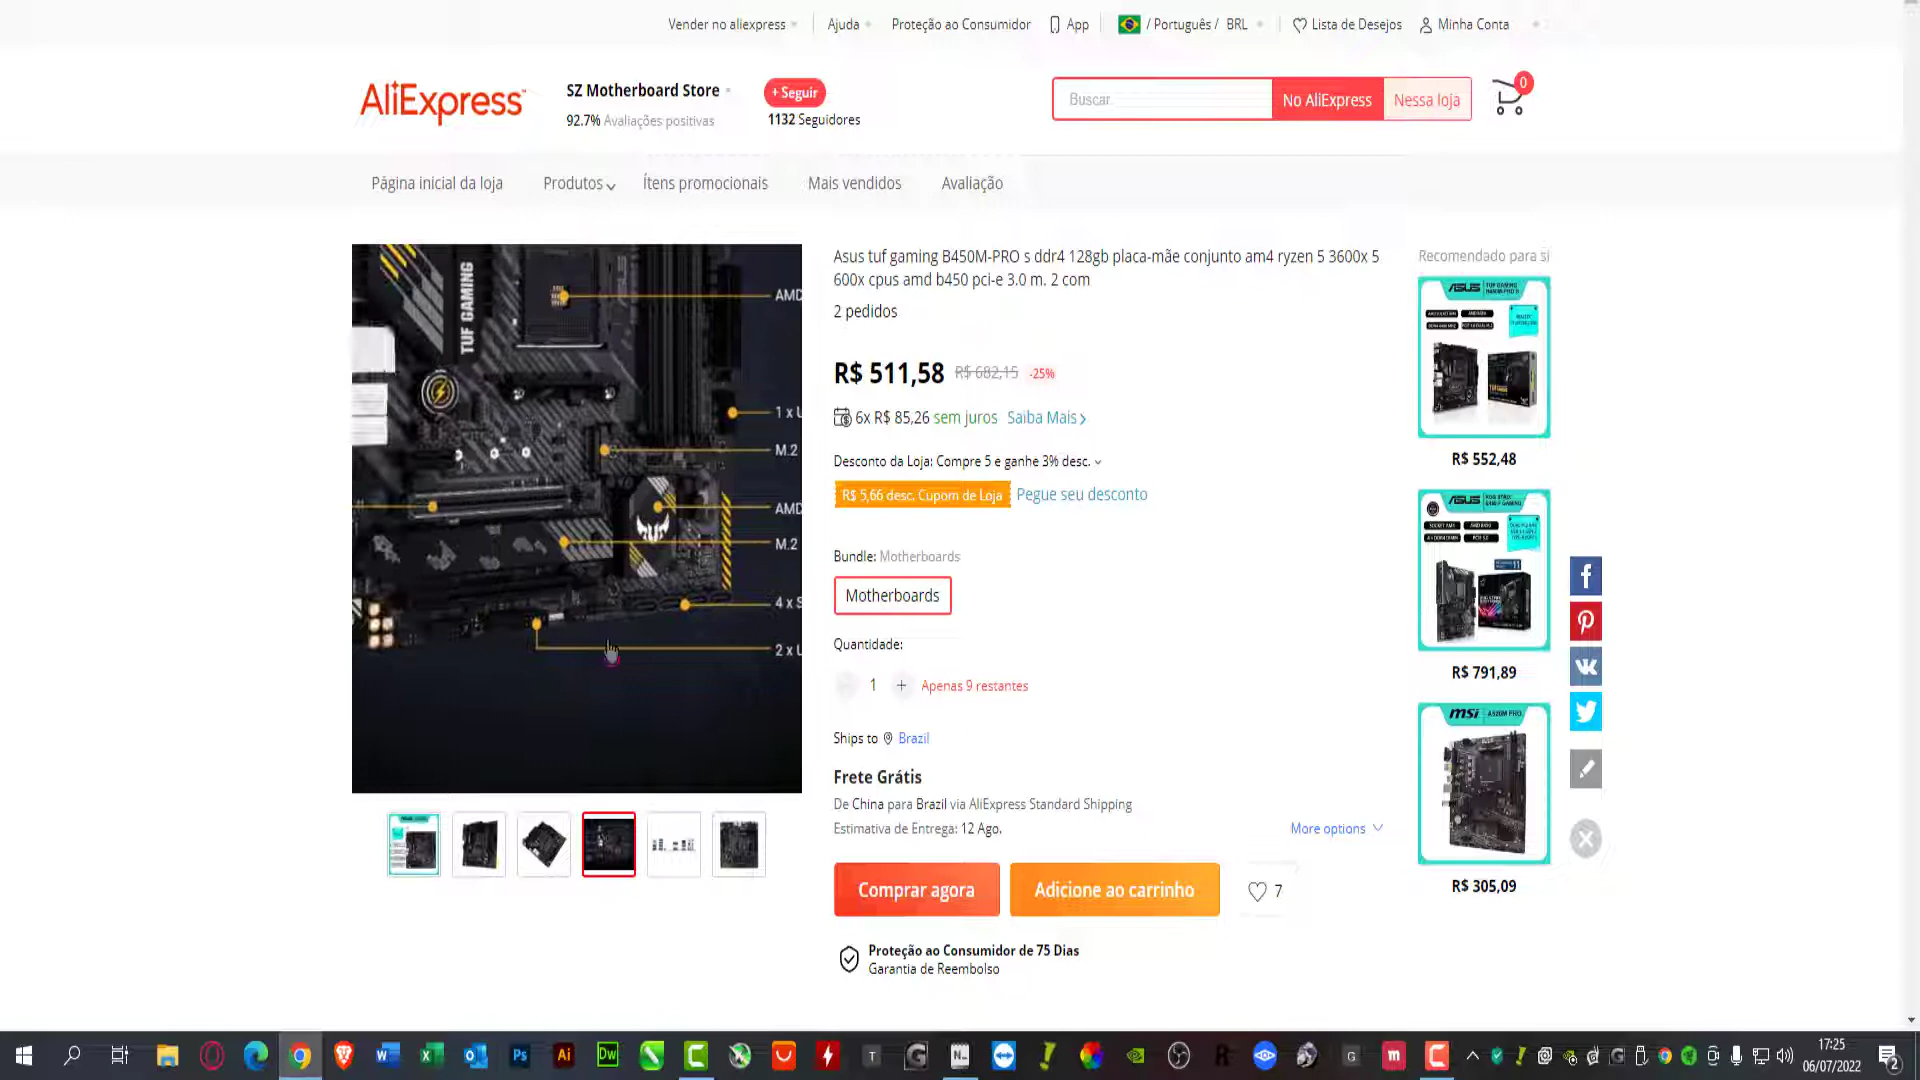 Vender no aliexpress
Ajuda
Proteção ao Consumidor
App
/ Português / BRL
Lista de Desejos
Minha Conta
AliExpress
SZ Motherboard Store
92.7% Avaliações positivas
+ Seguir
1132 Seguidores
Buscar
No AliExpress
Nessa loja
0
Página inicial da loja
Produtos
Ítens promocionais
Mais vendidos
Avaliação
TUF GAMING
AMD
1 x U
M.2
AMD
M.2
4 x S
2 x U
Asus tuf gaming B450M-PRO s ddr4 128gb placa-mãe conjunto am4 ryzen 5 3600x 5
600x cpus amd b450 pci-e 3.0 m. 2 com
2 pedidos
R$ 511,58 R$ 682,15 -25%
6x R$ 85,26 sem juros Saiba Mais
Desconto da Loja: Compre 5 e ganhe 3% desc.
R$ 5,66 desc. Cupom de Loja Pegue seu desconto
Bundle: Motherboards
Motherboards
Quantidade:
1 + Apenas 9 restantes
Ships to Brazil
Frete Grátis
De China para Brazil via AliExpress Standard Shipping
Estimativa de Entrega: 12 Ago.
More options
Comprar agora
Adicione ao carrinho
7
Proteção ao Consumidor de 75 Dias
Garantia de Reembolso
Recomendado para si
ASUS
R$ 552,48
ASUS
R$ 791,89
msi A520M PRO
R$ 305,09
17:25
06/07/2022
2